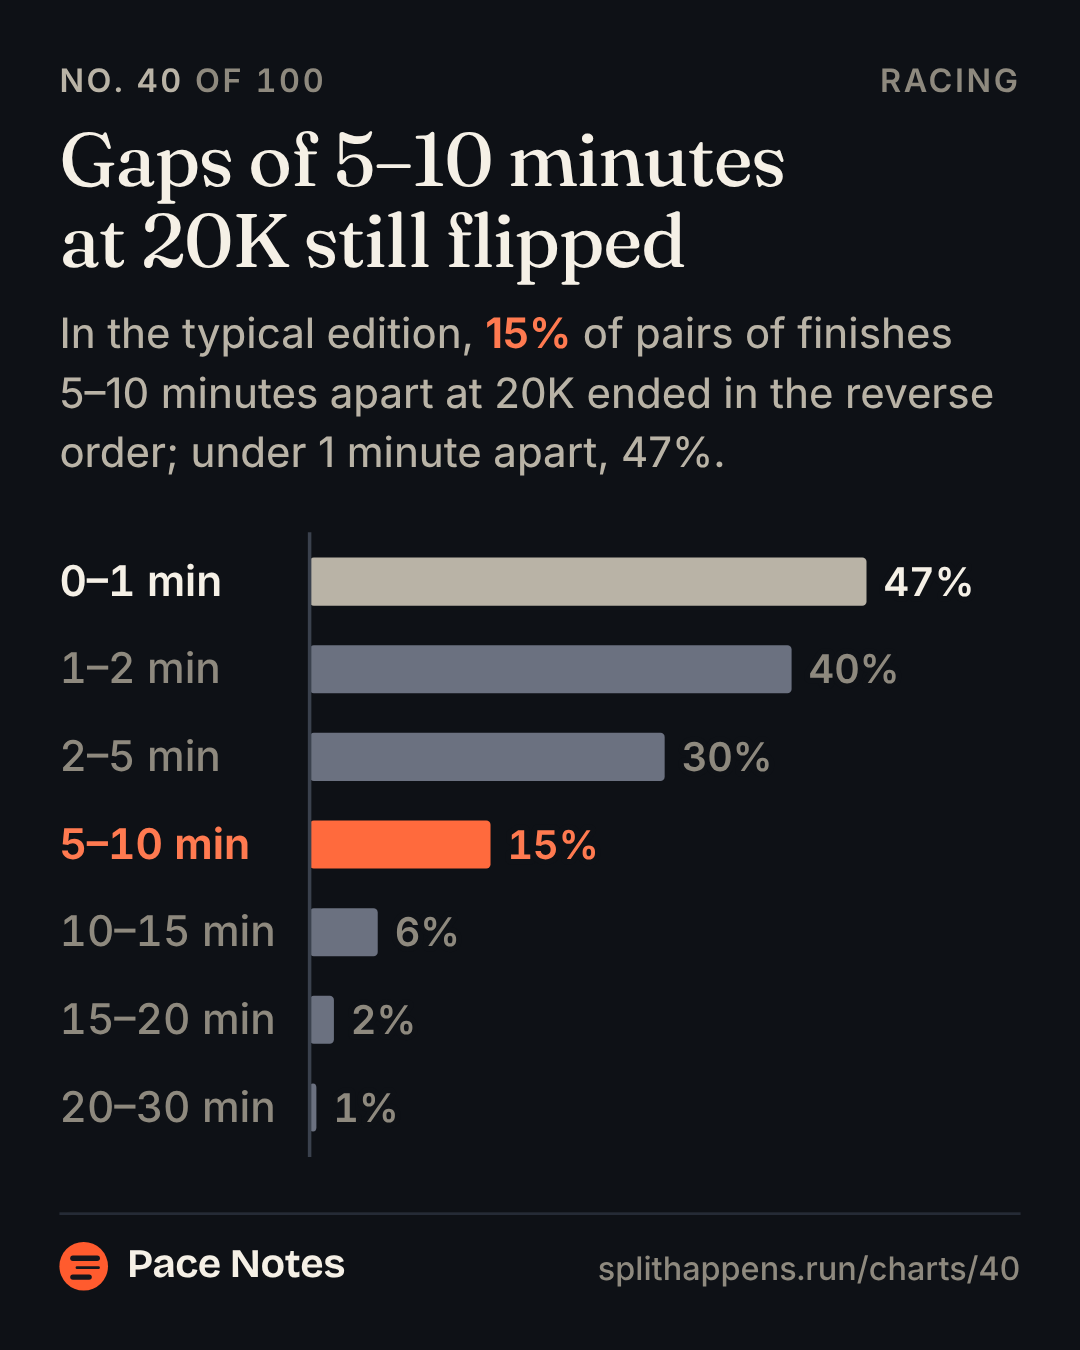 NO. 40 OF 100
RACING
Gaps of 5–10 minutes
at 20K still flipped
In the typical edition, 15% of pairs of finishes
5–10 minutes apart at 20K ended in the reverse
order; under 1 minute apart, 47%.
0–1 min 47%
1–2 min 40%
2–5 min 30%
5–10 min 15%
10–15 min 6%
15–20 min 2%
20–30 min 1%
Pace Notes
splithappens.run/charts/40